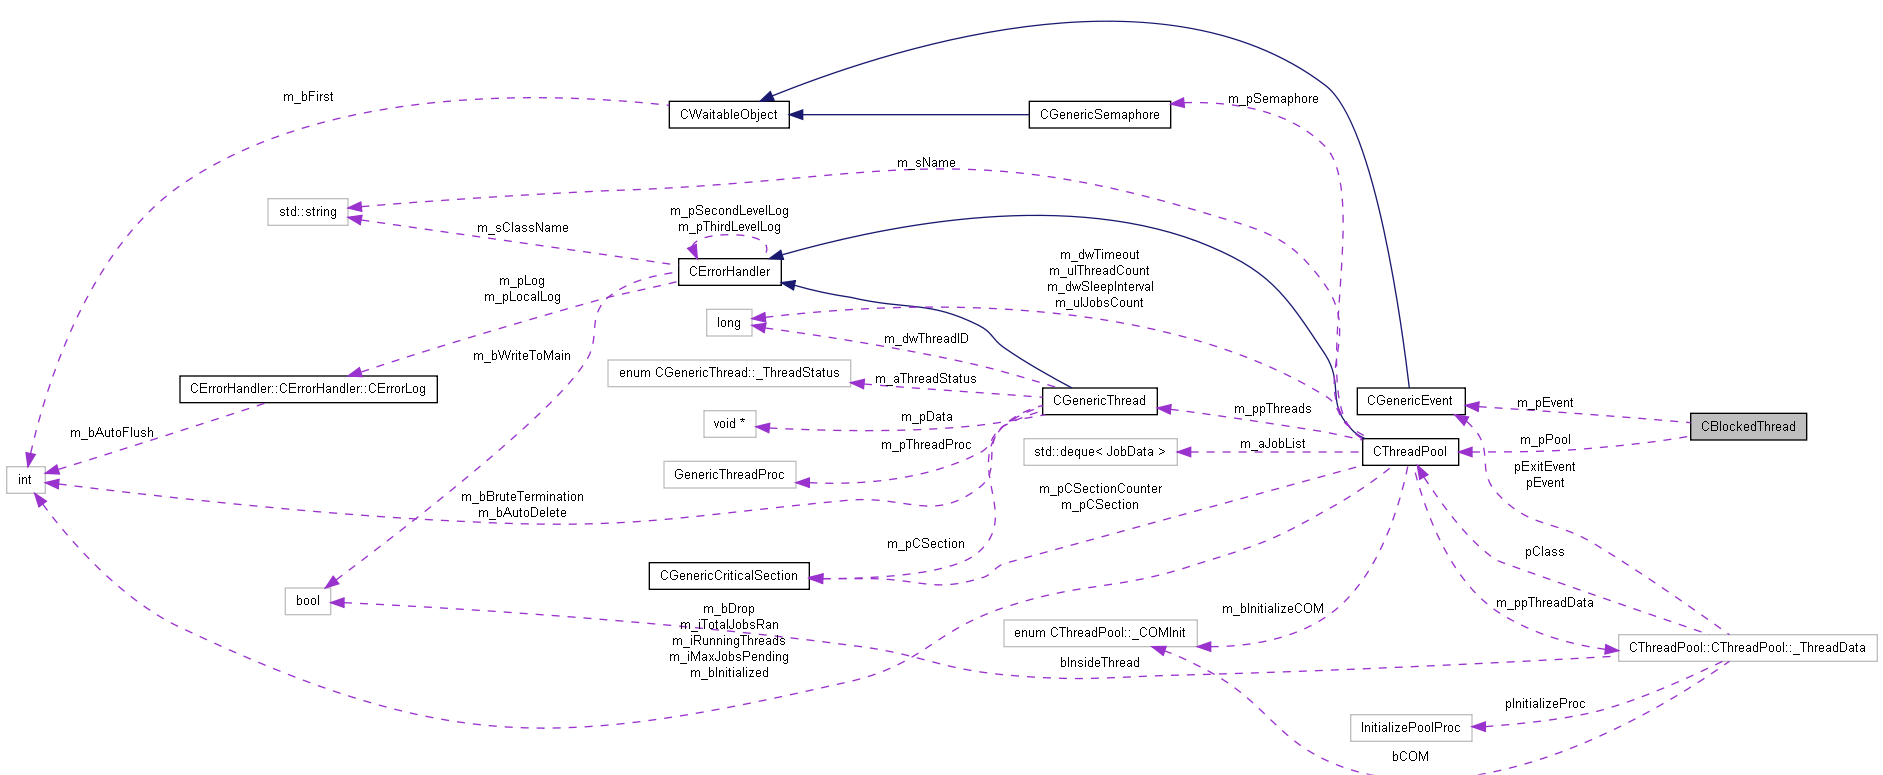 m_bFirst
CWaitableObject
CGenericSemaphore
m_pSemaphore
m_sName
std::string
m_sClassName
m_pSecondLevelLog
m_pThirdLevelLog
CErrorHandler
m_pLog
m_pLocalLog
m_dwTimeout
m_ulThreadCount
m_dwSleepInterval
m_ulJobsCount
long
m_dwThreadID
m_bWriteToMain
enum CGenericThread::_ThreadStatus
m_aThreadStatus
CErrorHandler::CErrorHandler::CErrorLog
CGenericThread
m_ppThreads
CGenericEvent
m_pEvent
CBlockedThread
void *
m_pData
m_bAutoFlush
m_pThreadProc
std::deque< JobData >
m_aJobList
CThreadPool
m_pPool
int
GenericThreadProc
pExitEvent
pEvent
m_bBruteTermination
m_bAutoDelete
m_pCSectionCounter
m_pCSection
m_pCSection
pClass
CGenericCriticalSection
bool
m_bDrop
m_iTotalJobsRan
m_iRunningThreads
m_iMaxJobsPending
m_bInitialized
m_bInitializeCOM
m_ppThreadData
enum CThreadPool::_COMInit
bInsideThread
CThreadPool::CThreadPool::_ThreadData
pInitializeProc
InitializePoolProc
bCOM